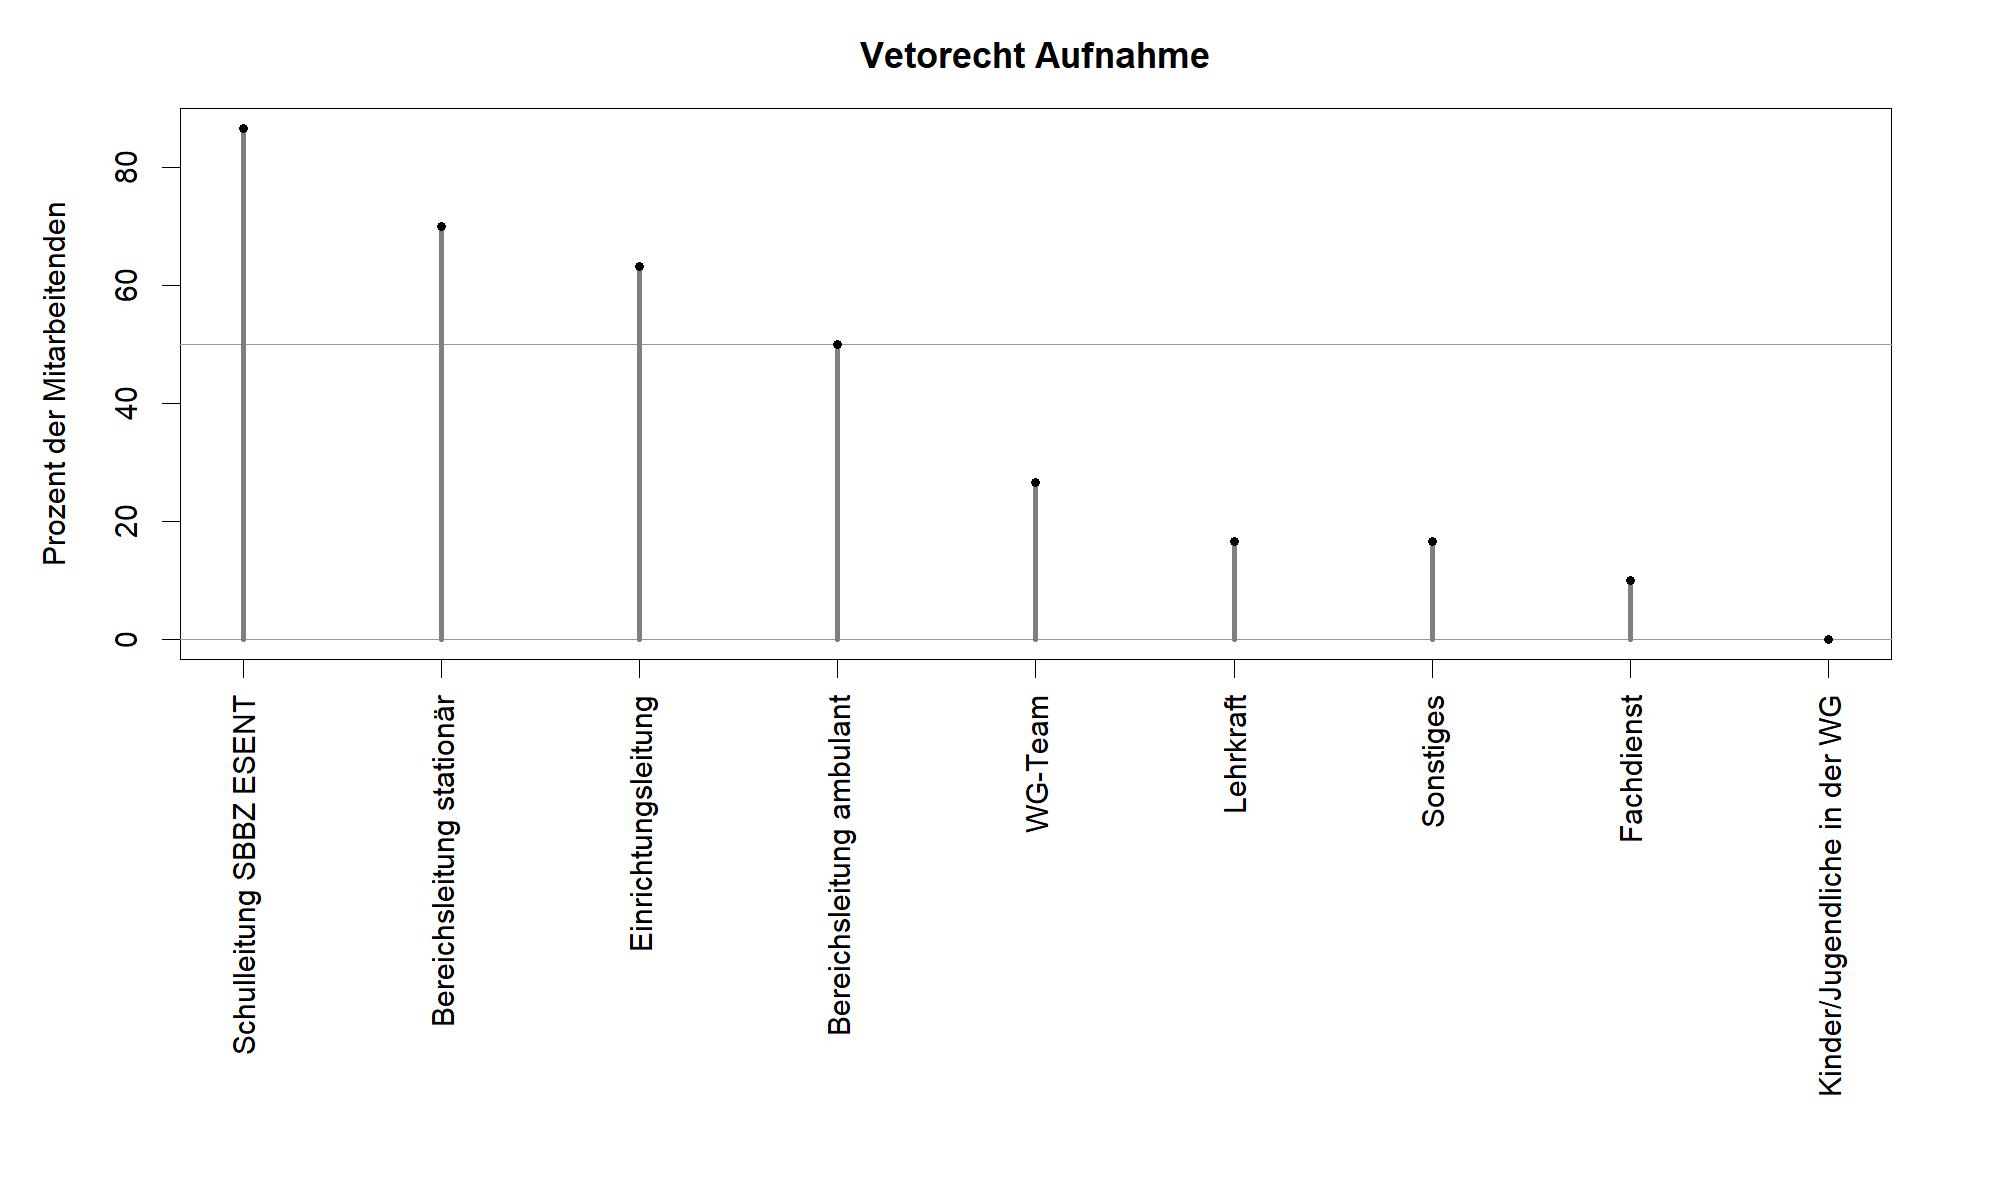 Vetorecht Aufnahme
Prozent der Mitarbeitenden
80
60
40
20
0
Schulleitung SBBZ ESENT
Bereichsleitung stationär
Einrichtungsleitung
Bereichsleitung ambulant
WG-Team
Lehrkraft
Sonstiges
Fachdienst
Kinder/Jugendliche in der WG